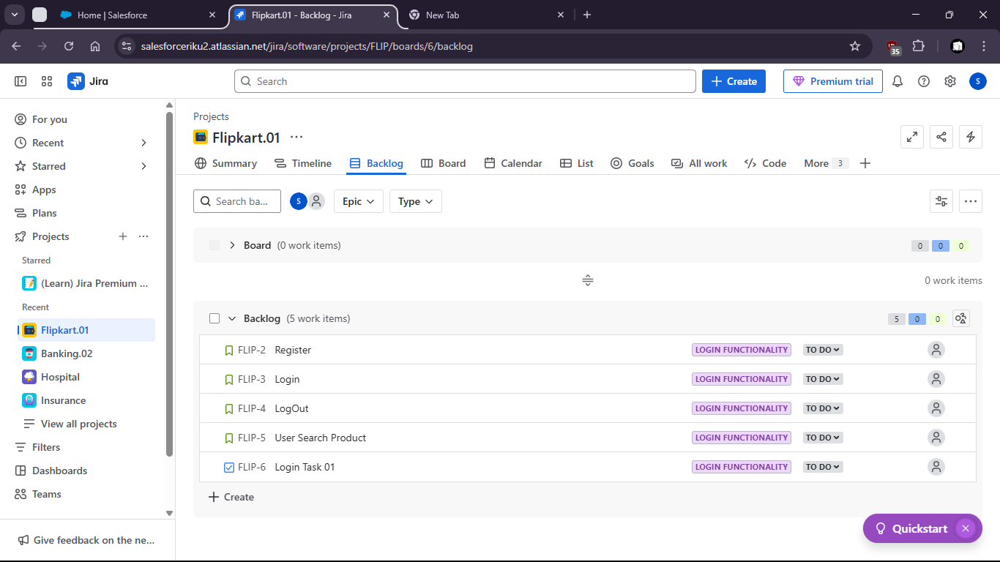 Home | Salesforce
Flipkart.01 - Backlog - Jira
New Tab
salesforceriku2.atlassian.net/jira/software/projects/FLIP/boards/6/backlog
35
Jira
Search
Create
Premium trial
S
For you
Recent
Starred
Apps
Plans
Projects
Starred
(Learn) Jira Premium ...
Recent
Flipkart.01
Banking.02
Hospital
Insurance
View all projects
Filters
Dashboards
Teams
Give feedback on the ne...
Projects
Flipkart.01
Summary Timeline Backlog Board Calendar List Goals All work Code More 3
Search ba... S Epic Type
Board (0 work items) 0 0 0
0 work items
Backlog (5 work items) 5 0 0
FLIP-2 Register LOGIN FUNCTIONALITY TO DO
FLIP-3 Login LOGIN FUNCTIONALITY TO DO
FLIP-4 LogOut LOGIN FUNCTIONALITY TO DO
FLIP-5 User Search Product LOGIN FUNCTIONALITY TO DO
FLIP-6 Login Task 01 LOGIN FUNCTIONALITY TO DO
Create
Quickstart